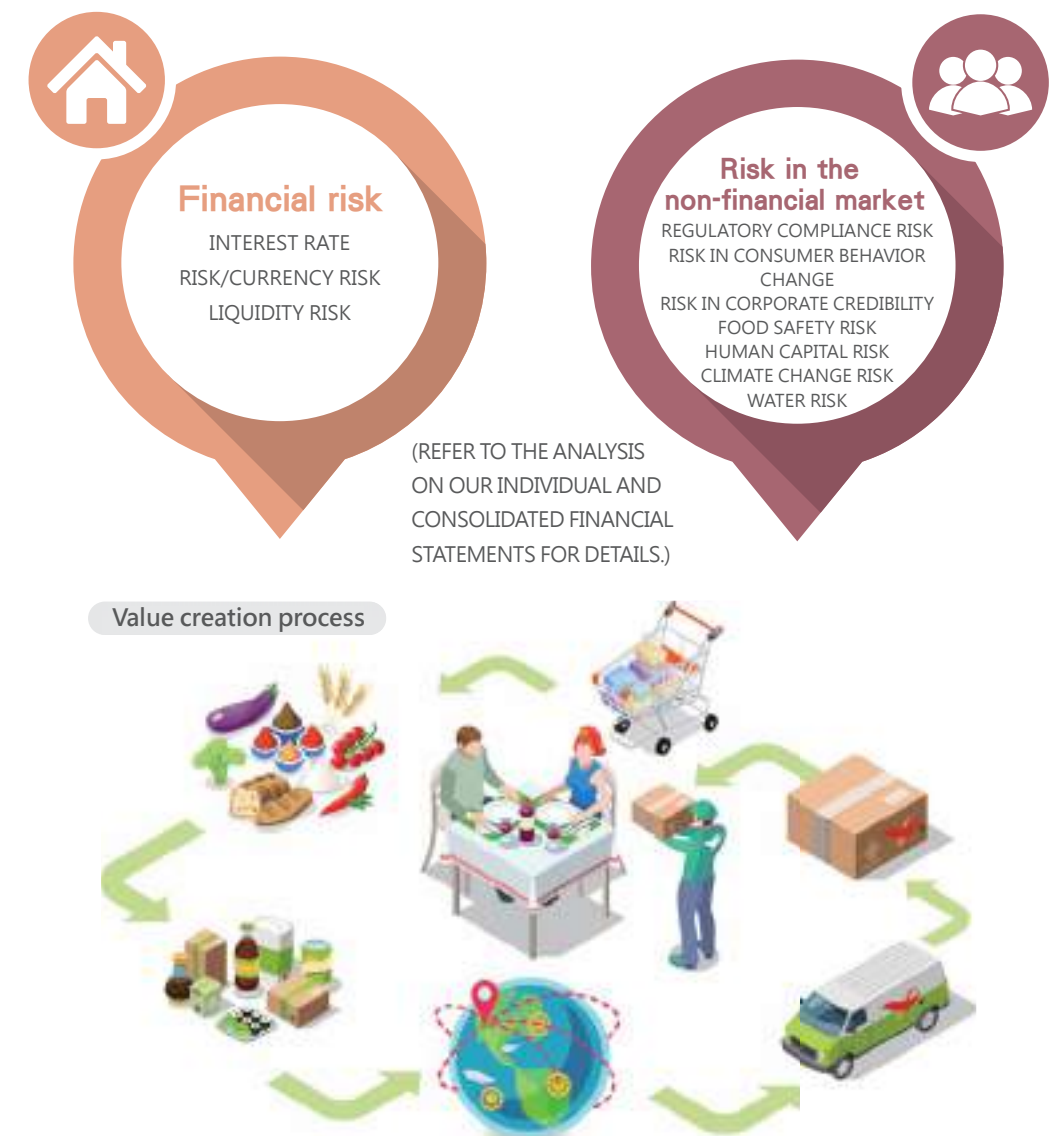 Financial risk
INTEREST RATE
RISK/CURRENCY RISK
LIQUIDITY RISK
Risk in the
non-financial market
REGULATORY COMPLIANCE RISK
RISK IN CONSUMER BEHAVIOR
CHANGE
RISK IN CORPORATE CREDIBILITY
FOOD SAFETY RISK
HUMAN CAPITAL RISK
CLIMATE CHANGE RISK
WATER RISK
(REFER TO THE ANALYSIS
ON OUR INDIVIDUAL AND
CONSOLIDATED FINANCIAL
STATEMENTS FOR DETAILS.)
Value creation process